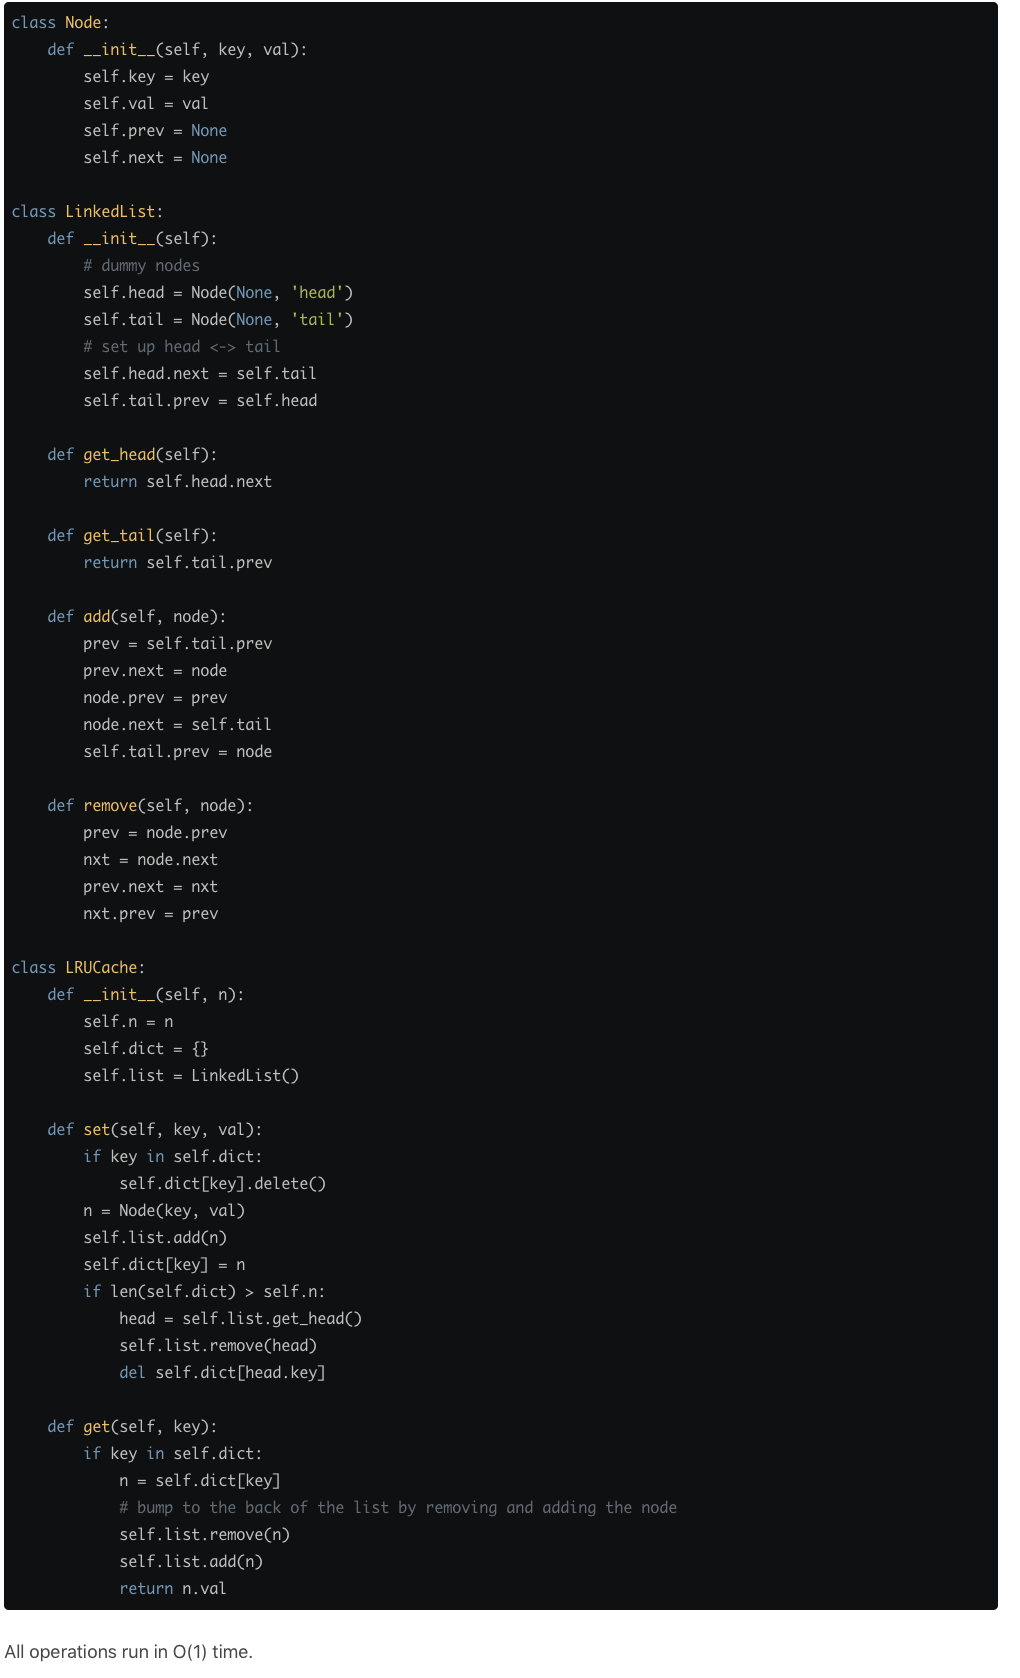 class Node:
    def __init__(self, key, val):
        self.key = key
        self.val = val
        self.prev = None
        self.next = None

class LinkedList:
    def __init__(self):
        # dummy nodes
        self.head = Node(None, 'head')
        self.tail = Node(None, 'tail')
        # set up head <-> tail
        self.head.next = self.tail
        self.tail.prev = self.head

    def get_head(self):
        return self.head.next

    def get_tail(self):
        return self.tail.prev

    def add(self, node):
        prev = self.tail.prev
        prev.next = node
        node.prev = prev
        node.next = self.tail
        self.tail.prev = node

    def remove(self, node):
        prev = node.prev
        nxt = node.next
        prev.next = nxt
        nxt.prev = prev

class LRUCache:
    def __init__(self, n):
        self.n = n
        self.dict = {}
        self.list = LinkedList()

    def set(self, key, val):
        if key in self.dict:
            self.dict[key].delete()
        n = Node(key, val)
        self.list.add(n)
        self.dict[key] = n
        if len(self.dict) > self.n:
            head = self.list.get_head()
            self.list.remove(head)
            del self.dict[head.key]

    def get(self, key):
        if key in self.dict:
            n = self.dict[key]
            # bump to the back of the list by removing and adding the node
            self.list.remove(n)
            self.list.add(n)
            return n.val

All operations run in O(1) time.